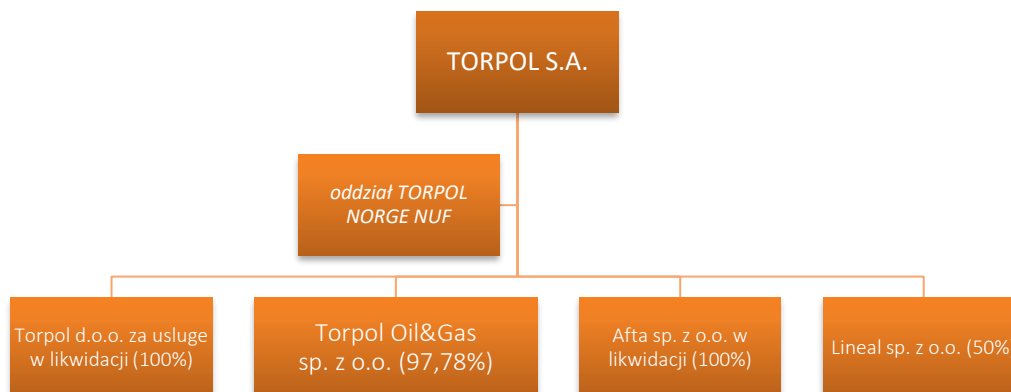 TORPOL S.A.
oddział TORPOL
NORGE NUF
Torpol d.o.o. za usluge
w likwidacji (100%)
Torpol Oil&Gas
sp. z o.o. (97,78%)
Afta sp. z o.o. w
likwidacji (100%)
Lineal sp. z o.o. (50%